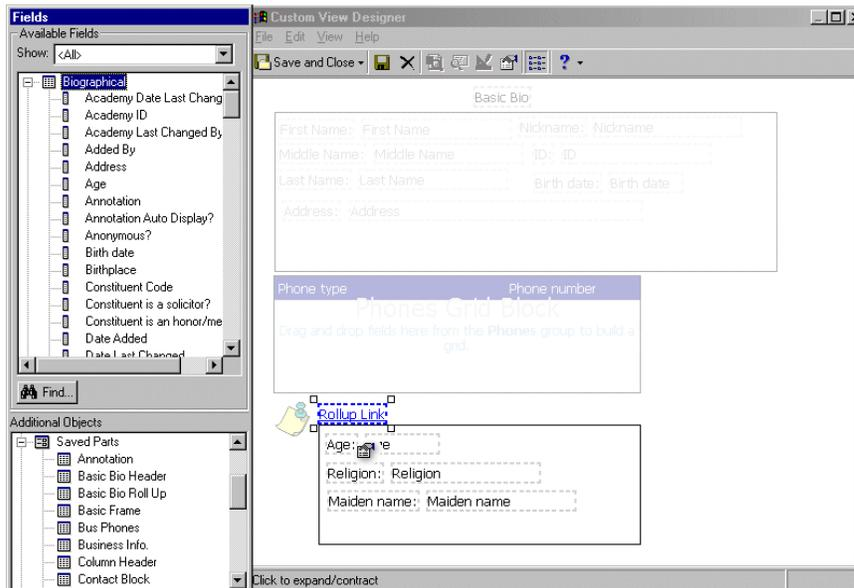 Fields
Available Fields
Show: <All>
Biographical
Academy Date Last Chang
Academy ID
Academy Last Changed By
Added By
Address
Age
Annotation
Annotation Auto Display?
Anonymous?
Birth date
Birthplace
Constituent Code
Constituent is a solicitor?
Constituent is an honor/me
Date Added
Date Last Changed
Find...
Additional Objects
Saved Parts
Annotation
Basic Bio Header
Basic Bio Roll Up
Basic Frame
Bus Phones
Business Info.
Column Header
Contact Block
Custom View Designer
File Edit View Help
Save and Close
?
Basic Bio
First Name: First Name Nickname: Nickname
Middle Name: Middle Name ID: ID
Last Name: Last Name Birth date: Birth date
Address: Address
Phone type Phone number
Phones Grid Block
Drag and drop fields here from the Phones group to build a
grid.
Rollup Link
Age:
Religion: Religion
Maiden name: Maiden name
Click to expand/contract